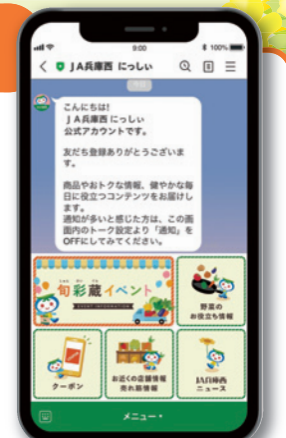 9:00
100%
JA兵庫西 にっしぃ
今日
こんにちは!
JA兵庫西 にっしぃ
公式アカウントです。
友だち登録ありがとうございま
す。
商品やおトクな情報、健やかな毎
日に役立つコンテンツをお届けし
ます。
通知が多いと感じた方は、この画
面内のトーク設定より「通知」を
OFFにしてみてください。
旬彩蔵イベント
EVENT INFORMATION
野菜の
お役立ち情報
クーポン
お近くの店舗情報
売れ筋情報
JA兵庫西
ニュース
メニュー